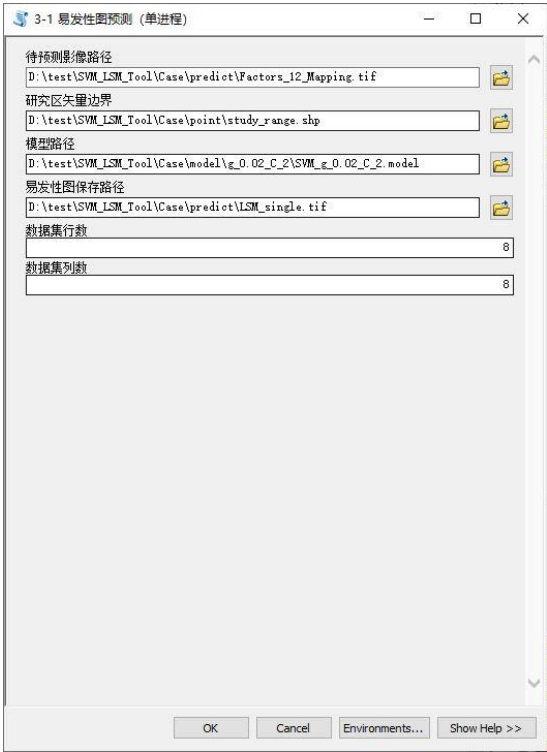 3-1 易发性图预测（单进程）
待预测影像路径
D:\test\SVM_LSM_Tool\Case\predict\Factors_12_Mapping.tif
研究区矢量边界
D:\test\SVM_LSM_Tool\Case\point\study_range.shp
模型路径
D:\test\SVM_LSM_Tool\Case\model\g_0.02_C_2\SVM_g_0.02_C_2.model
易发性图保存路径
D:\test\SVM_LSM_Tool\Case\predict\LSM_single.tif
数据集行数
8
数据集列数
8
OK Cancel Environments... Show Help >>